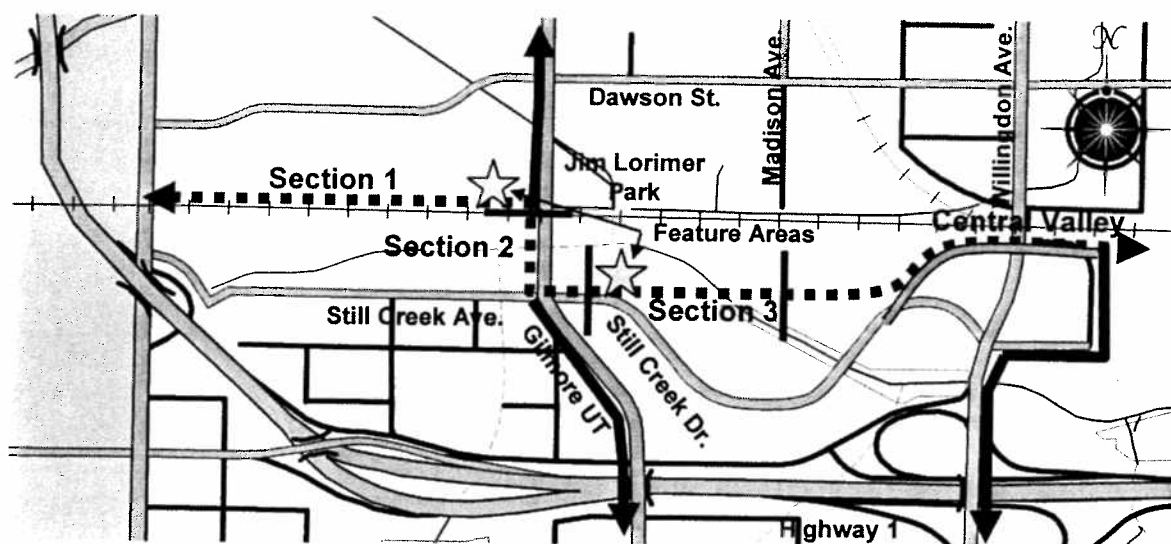 N
Madison Ave.
Willingdon Ave.
Dawson St.
Jim Lorimer
Park
Section 1
Central Valley
Feature Areas
Section 2
Section 3
Still Creek Ave.
Gilmore UT
Still Creek Dr.
Highway 1